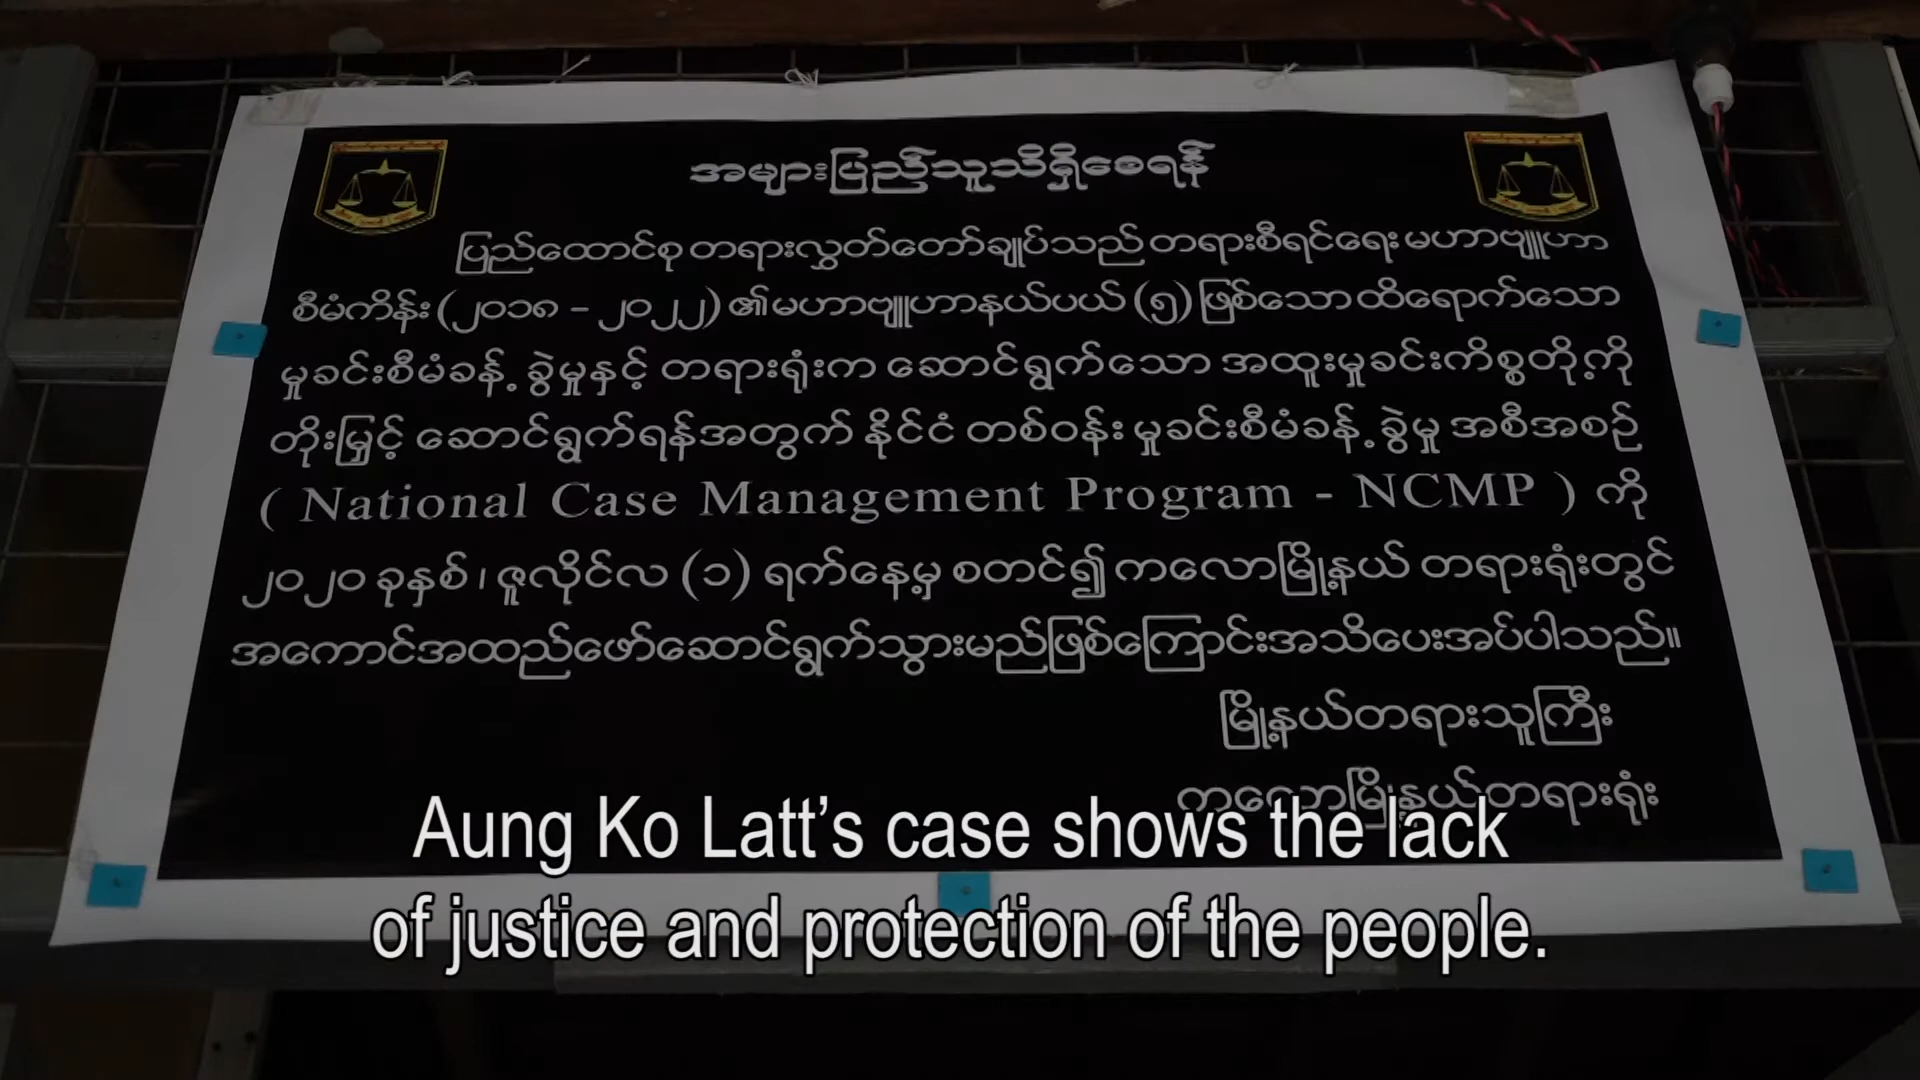 အများပြည်သူသိရှိစေရန်
ပြည်ထောင်စု တရားလွှတ်တော်ချုပ်သည် တရားစီရင်ရေး မဟာဗျူဟာ
စီမံကိန်း (၂၀၁၈ – ၂၀၂၂) ၏ မဟာဗျူဟာနယ်ပယ် (၅) ဖြစ်သော ထိရောက်သော
မှုခင်းစီမံခန့်ခွဲမှုနှင့် တရားရုံးက ဆောင်ရွက်သော အထူးမှုခင်းကိစ္စတို့ကို
တိုးမြှင့် ဆောင်ရွက်ရန်အတွက် နိုင်ငံ တစ်ဝန်း မှုခင်းစီမံခန့်ခွဲမှု အစီအစဉ်
( National Case Management Program - NCMP ) ကို
၂၀၂၀ ခုနှစ် ၊ ဇူလိုင်လ (၁) ရက်နေ့မှ စတင်၍ ကလောမြို့နယ် တရားရုံးတွင်
အကောင်အထည်ဖော်ဆောင်ရွက်သွားမည်ဖြစ်ကြောင်းအသိပေးအပ်ပါသည်။
မြို့နယ်တရားသူကြီး
ကလောမြို့နယ်တရားရုံး
Aung Ko Latt’s case shows the lack
of justice and protection of the people.